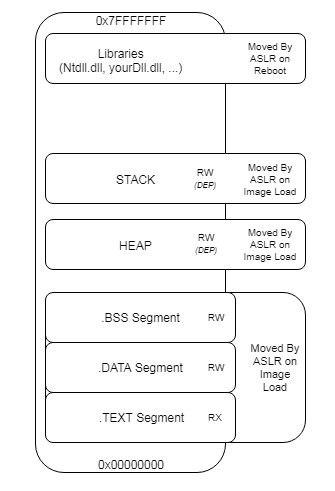 0x7FFFFFFF
Libraries
(Ntdll.dll, yourDll.dll, ...)
Moved By
ASLR on
Reboot
STACK
RW
(DEP)
Moved By
ASLR on
Image Load
HEAP
RW
(DEP)
Moved By
ASLR on
Image Load
.BSS Segment
RW
.DATA Segment
RW
.TEXT Segment
RX
Moved By
ASLR on
Image
Load
0x00000000